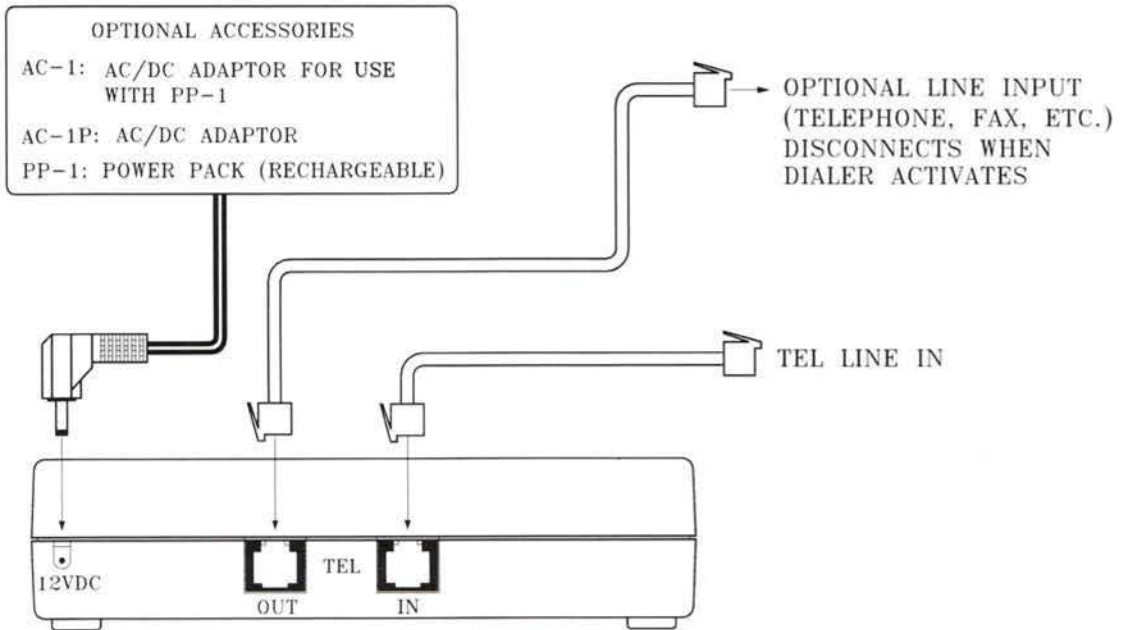 OPTIONAL ACCESSORIES
AC-1: AC/DC ADAPTOR FOR USE
WITH PP-1
AC-1P: AC/DC ADAPTOR
PP-1: POWER PACK (RECHARGEABLE)
OPTIONAL LINE INPUT
(TELEPHONE, FAX, ETC.)
DISCONNECTS WHEN
DIALER ACTIVATES
TEL LINE IN
12VDC
TEL
OUT
IN